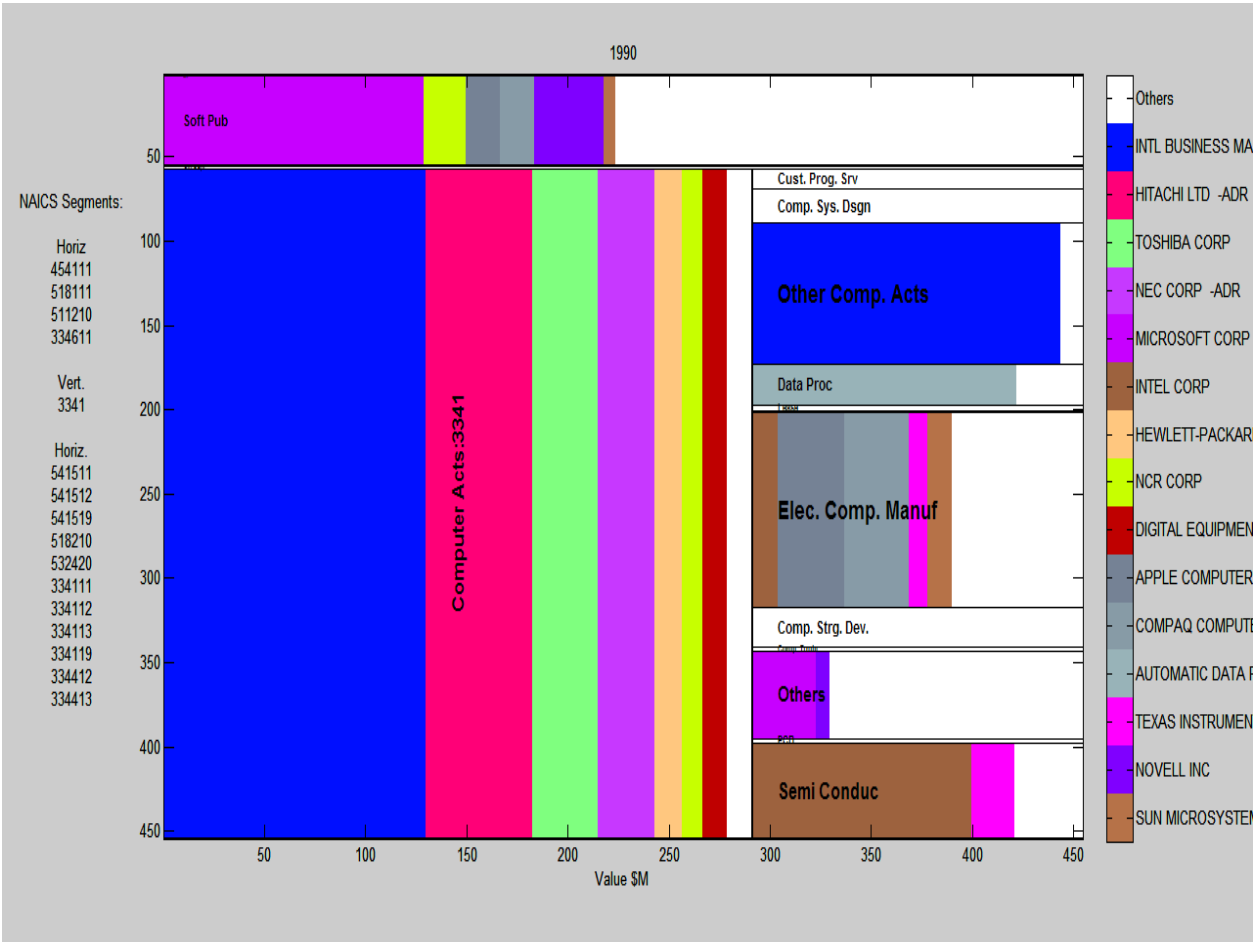 1990
Soft Pub
50
100
150
200
250
300
350
400
450
NAICS Segments:
Horiz
454111
518111
511210
334611
Vert.
3341
Horiz.
541511
541512
541519
518210
532420
334111
334112
334113
334119
334412
334413
Computer Acts:3341
Cust. Prog. Srv
Comp. Sys. Dsgn
Other Comp. Acts
Data Proc
Elec. Comp. Manuf
Comp. Strg. Dev.
Others
Semi Conduc
50
100
150
200
250
300
350
400
450
Value $M
Others
INTL BUSINESS MA
HITACHI LTD -ADR
TOSHIBA CORP
NEC CORP -ADR
MICROSOFT CORP
INTEL CORP
HEWLETT-PACKAR
NCR CORP
DIGITAL EQUIPMEN
APPLE COMPUTER
COMPAQ COMPUTE
AUTOMATIC DATA P
TEXAS INSTRUMEN
NOVELL INC
SUN MICROSYSTEM